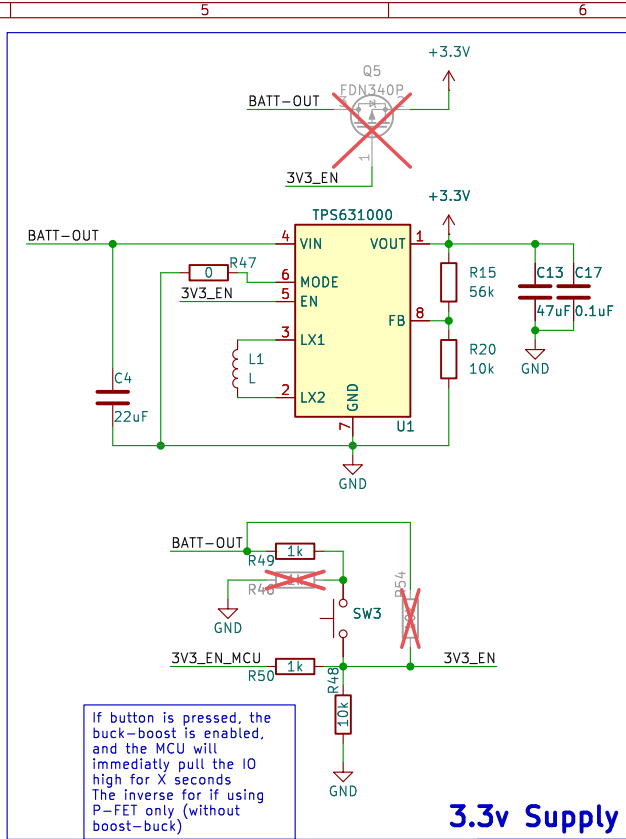 5
6
+3.3V
Q5
FDN340P
BATT-OUT
3
2
1
3V3_EN
+3.3V
TPS631000
BATT-OUT
4
VIN
VOUT
1
0
R47
6
MODE
3V3_EN
5
EN
R15
56k
C13
C17
47uF
0.1uF
FB
8
3
LX1
L1
L
R20
10k
GND
C4
22uF
2
LX2
GND
7
U1
GND
BATT-OUT
1k
R49
GND
SW3
R54
3V3_EN_MCU
1k
R50
R48
3V3_EN
10k
GND
If button is pressed, the
buck-boost is enabled,
and the MCU will
immediatly pull the IO
high for X seconds
The inverse for if using
P-FET only (without
boost-buck)
3.3v Supply